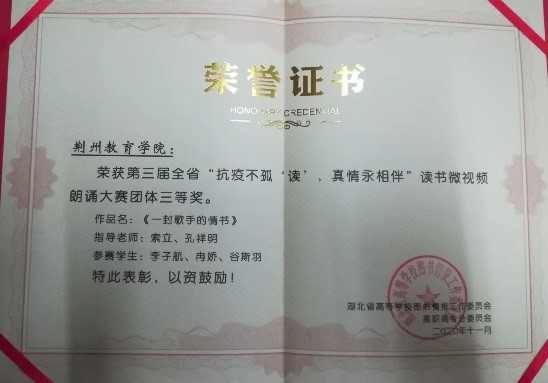 荣誉证书
HONORARY CREDENTIAL
荆州教育学院：
荣获第三届全省“抗疫不孤‘读’，真情永相伴”读书微视频
朗诵大赛团体三等奖。
作品名：《一封歌手的情书》
指导老师：索立、孔祥明
参赛学生：李子航、冉娇、谷斯羽
特此表彰，以资鼓励！
湖北省高等学校图书情报工作委员会
高职高专分委员会
二〇二〇年十一月